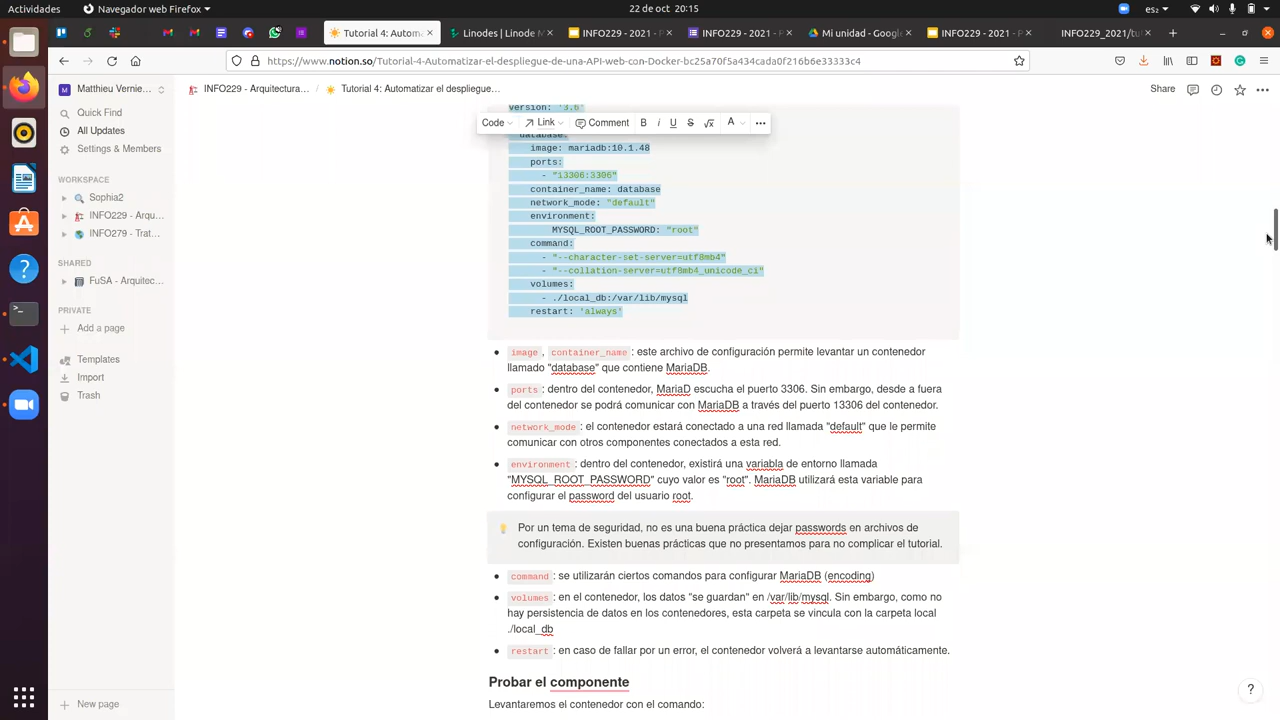 Actividades
Navegador web Firefox
22 de oct 20:15
es₂
Tutorial 4: Autom
Linodes | Linode M
INFO229 - 2021 - P
INFO229 - 2021 - P
Mi unidad - Google
INFO229 - 2021 - P
INFO229_2021/tu
https://www.notion.so/Tutorial-4-Automatizar-el-despliegue-de-una-API-web-con-Docker-bc25a70f5a434cada0f216b6e33333c4
Matthieu Vernie...
INFO229 - Arquitectura... / Tutorial 4: Automatizar el despliegue...
Share
Quick Find
All Updates
Settings & Members
WORKSPACE
Sophia2
INFO229 - Arqu...
INFO279 - Trat...
SHARED
FuSA - Arquitec...
PRIVATE
Add a page
Templates
Import
Trash
New page
version: '3.6'
Code Link Comment B i U S √x A
database:
image: mariadb:10.1.48
ports:
- "13306:3306"
container_name: database
network_mode: "default"
environment:
MYSQL_ROOT_PASSWORD: "root"
command:
- "--character-set-server=utf8mb4"
- "--collation-server=utf8mb4_unicode_ci"
volumes:
- ./local_db:/var/lib/mysql
restart: 'always'
• image , container_name : este archivo de configuración permite levantar un contenedor
llamado "database" que contiene MariaDB.
• ports : dentro del contenedor, MariaD escucha el puerto 3306. Sin embargo, desde a fuera
del contenedor se podrá comunicar con MariaDB a través del puerto 13306 del contenedor.
• network_mode : el contenedor estará conectado a una red llamada "default" que le permite
comunicar con otros componentes conectados a esta red.
• environment : dentro del contenedor, existirá una variabla de entorno llamada
"MYSQL_ROOT_PASSWORD" cuyo valor es "root". MariaDB utilizará esta variable para
configurar el password del usuario root.
Por un tema de seguridad, no es una buena práctica dejar passwords en archivos de
configuración. Existen buenas prácticas que no presentamos para no complicar el tutorial.
• command : se utilizarán ciertos comandos para configurar MariaDB (encoding)
• volumes : en el contenedor, los datos "se guardan" en /var/lib/mysql. Sin embargo, como no
hay persistencia de datos en los contenedores, esta carpeta se vincula con la carpeta local
./local_db
• restart : en caso de fallar por un error, el contenedor volverá a levantarse automáticamente.
Probar el componente
Levantaremos el contenedor con el comando:
?